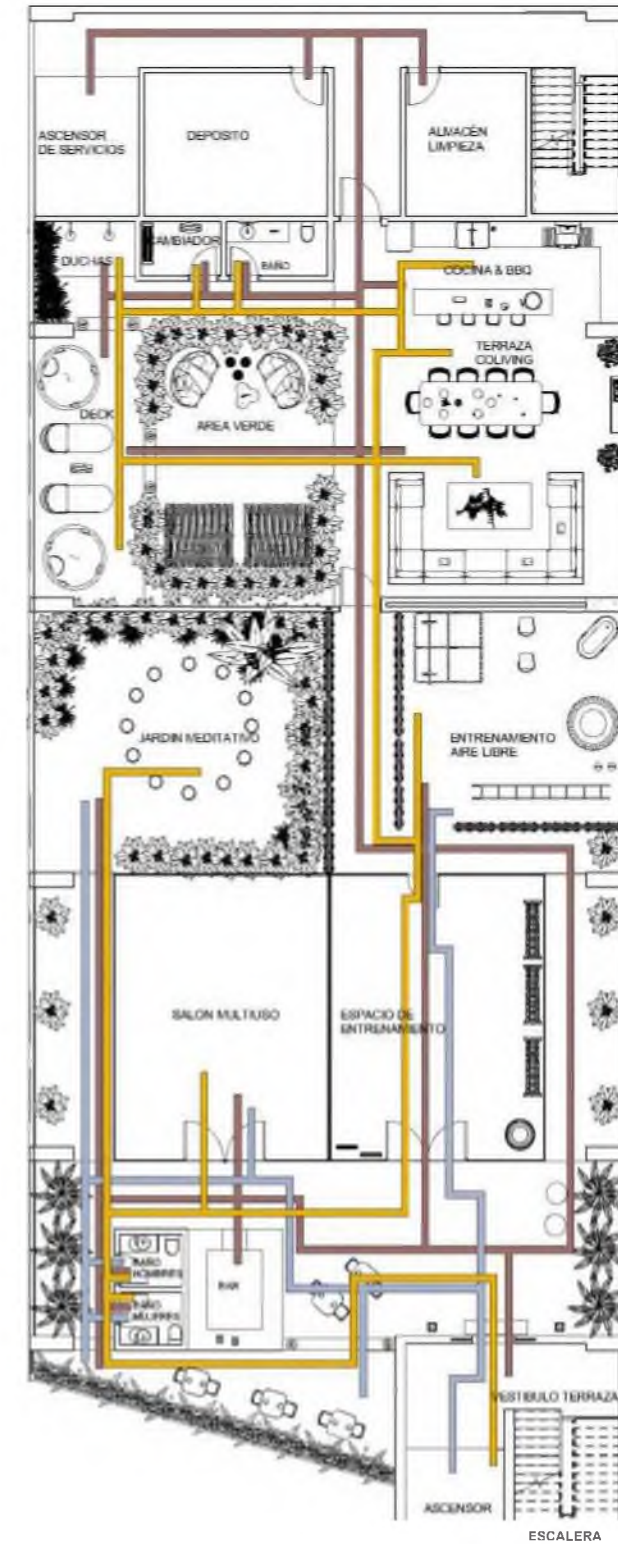 ASCENSOR
DE SERVICIOS
DEPOSITO
ALMACÉN
LIMPIEZA
DUCHAS
CAMBIADOR
BAÑO
COCINA & BBQ
TERRAZA
COLIVING
DECK
AREA VERDE
JARDIN MEDITATIVO
ENTRENAMIENTO
AIRE LIBRE
SALON MULTIUSO
ESPACIO DE
ENTRENAMIENTO
BAÑO
HOMBRES
BAÑO
MUJERES
BAR
VESTIBULO TERRAZA
ASCENSOR
ESCALERA